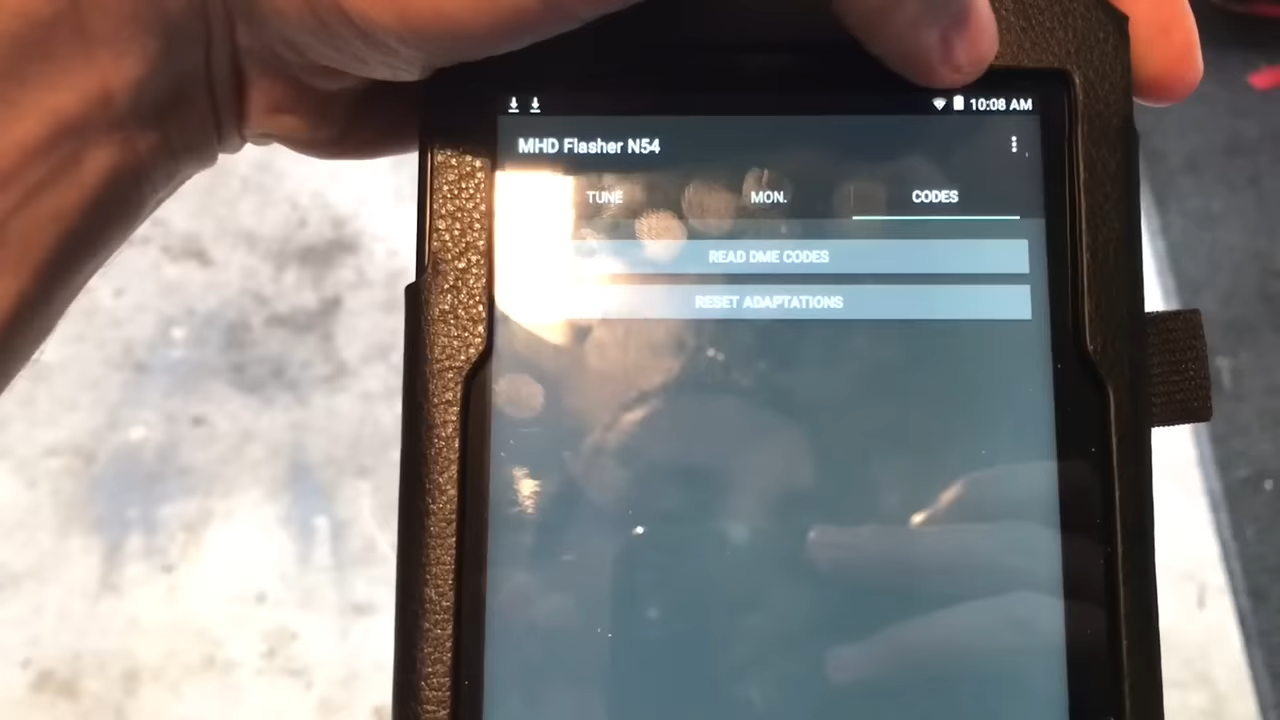 10:08 AM
MHD Flasher N54
TUNE MON. CODES
READ DME CODES
RESET ADAPTATIONS